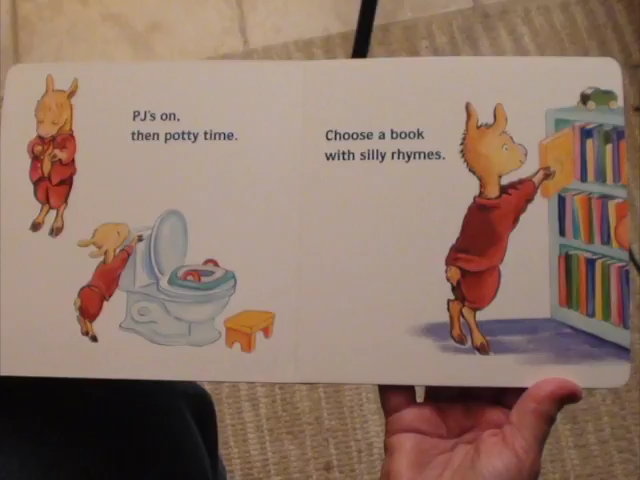 PJ's on,
then potty time.
Choose a book
with silly rhymes.